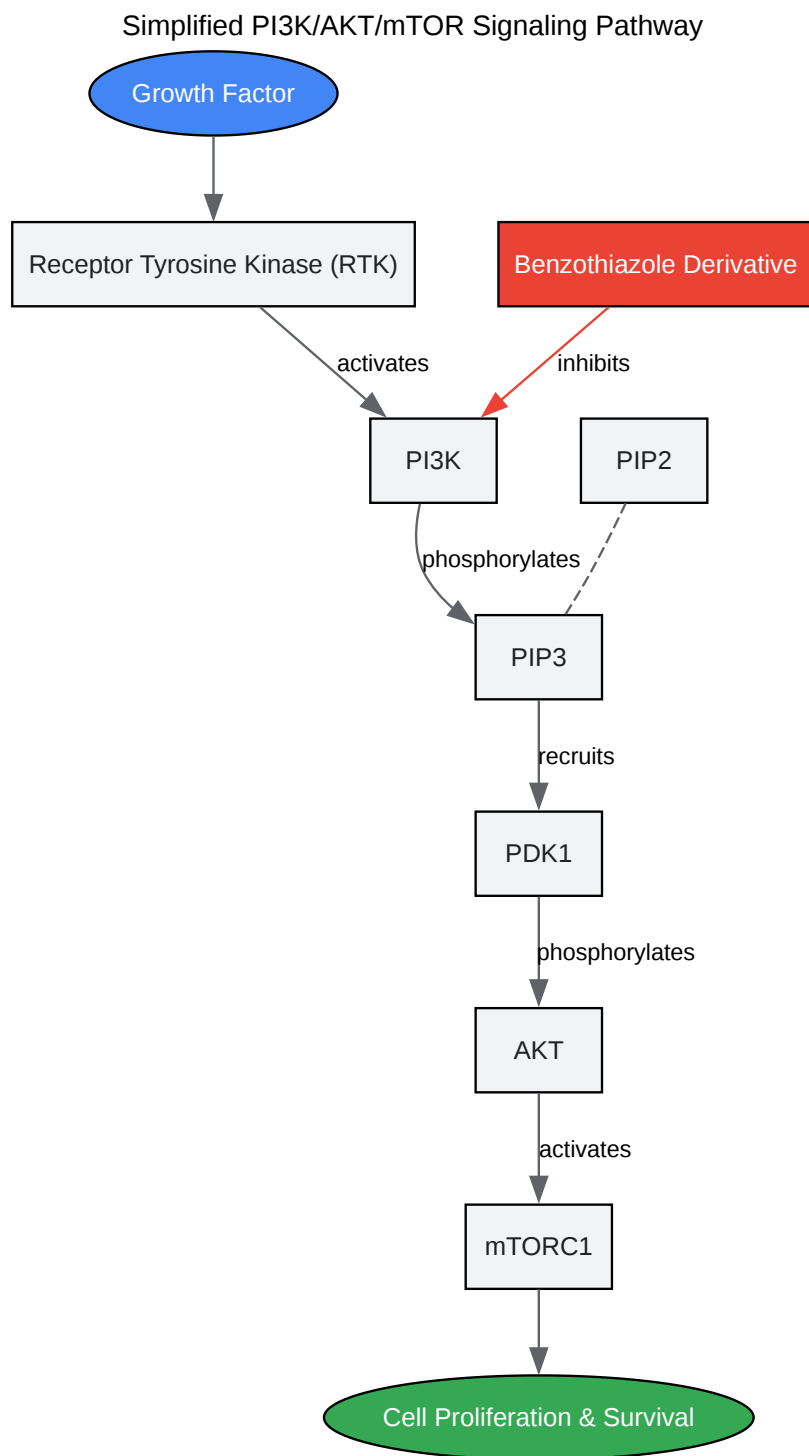 Simplified PI3K/AKT/mTOR Signaling Pathway
Growth Factor
Receptor Tyrosine Kinase (RTK)
Benzothiazole Derivative
activates
inhibits
PI3K
PIP2
phosphorylates
PIP3
recruits
PDK1
phosphorylates
AKT
activates
mTORC1
Cell Proliferation & Survival